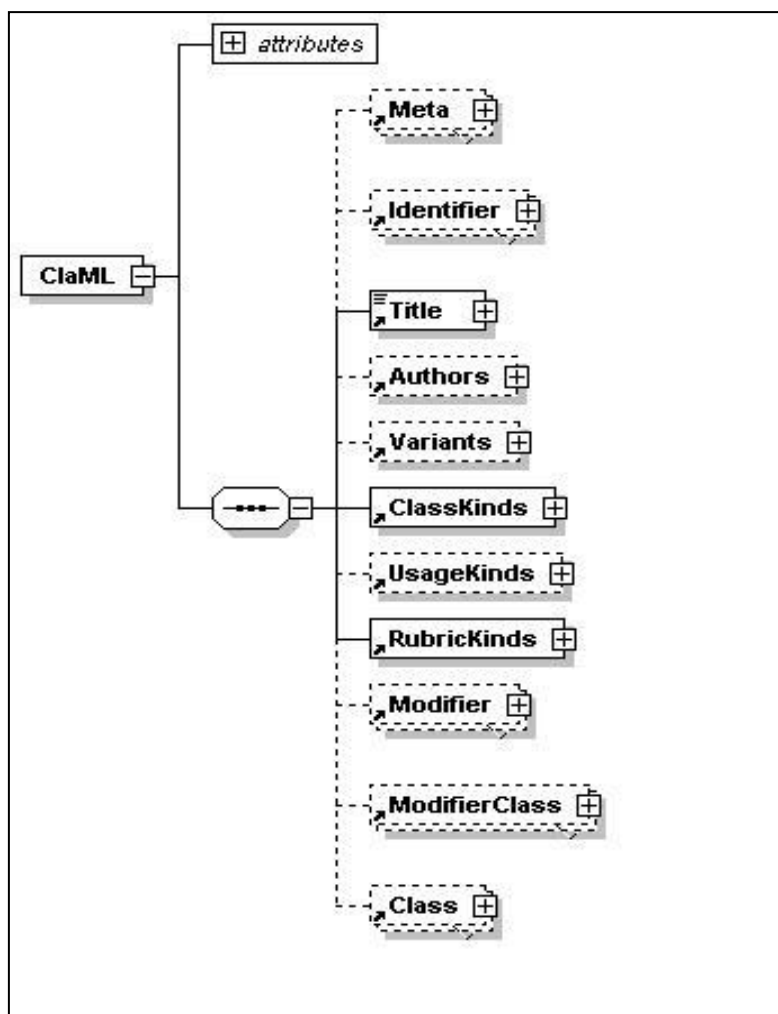 attributes
Meta
Identifier
ClaML
Title
Authors
Variants
ClassKinds
UsageKinds
RubricKinds
Modifier
ModifierClass
Class